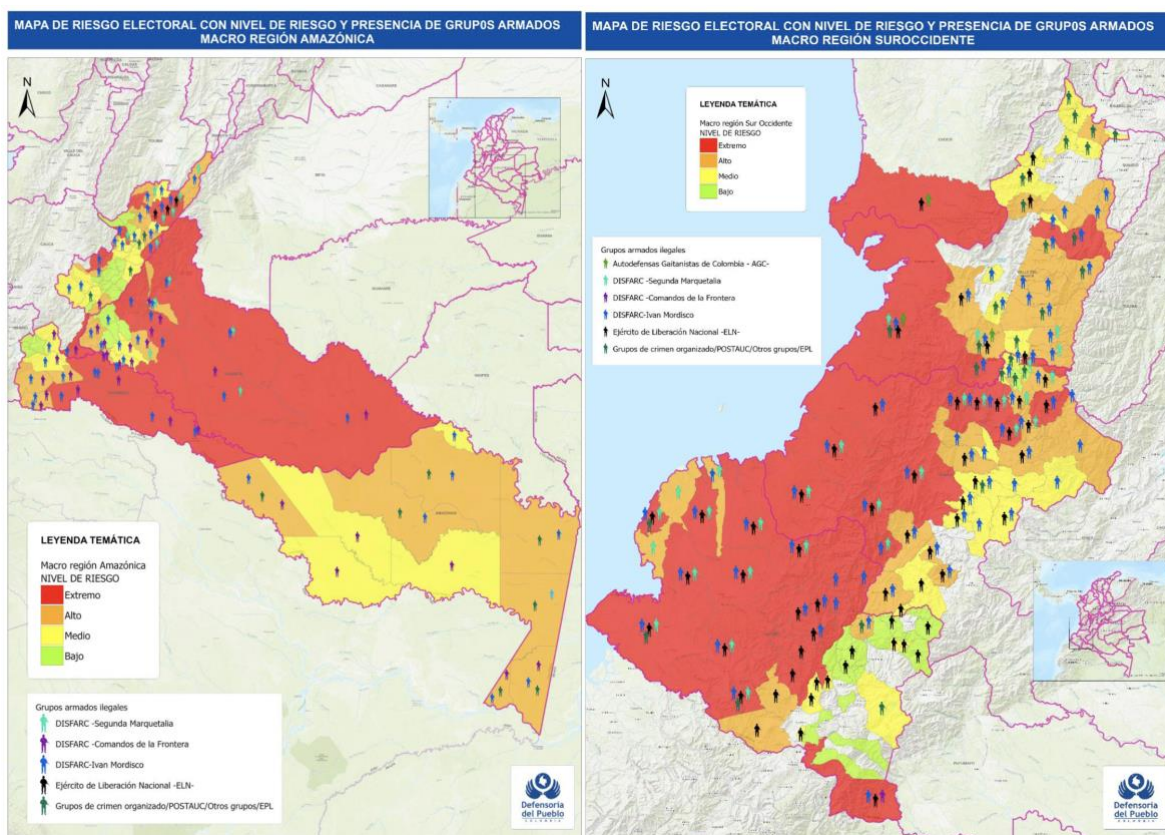 MAPA DE RIESGO ELECTORAL CON NIVEL DE RIESGO Y PRESENCIA DE GRUP0S ARMADOS
MACRO REGIÓN AMAZÓNICA
N
LEYENDA TEMÁTICA
Macro región Amazónica
NIVEL DE RIESGO
Extremo
Alto
Medio
Bajo
Grupos armados ilegales
DISFARC -Segunda Marquetalia
DISFARC -Comandos de la Frontera
DISFARC-Ivan Mordisco
Ejército de Liberación Nacional -ELN-
Grupos de crimen organizado/POSTAUC/Otros grupos/EPL
Defensoría
del Pueblo
COLOMBIA
MAPA DE RIESGO ELECTORAL CON NIVEL DE RIESGO Y PRESENCIA DE GRUP0S ARMADOS
MACRO REGIÓN SUROCCIDENTE
N
LEYENDA TEMÁTICA
Macro región Sur Occidente
NIVEL DE RIESGO
Extremo
Alto
Medio
Bajo
Grupos armados ilegales
Autodefensas Gaitanistas de Colombia - AGC-
DISFARC -Segunda Marquetalia
DISFARC -Comandos de la Frontera
DISFARC-Ivan Mordisco
Ejército de Liberación Nacional -ELN-
Grupos de crimen organizado/POSTAUC/Otros grupos/EPL
Defensoría
del Pueblo
COLOMBIA